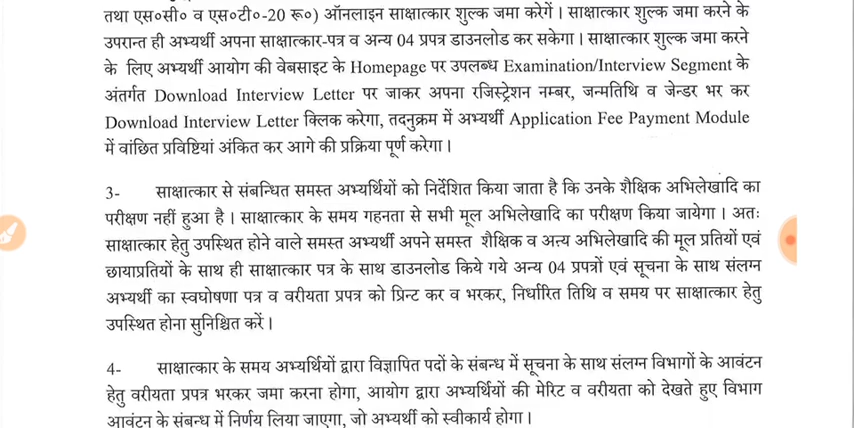 तथा एस०सी० व एस०टी०-20 रू०) ऑनलाइन साक्षात्कार शुल्क जमा करेगें। साक्षात्कार शुल्क जमा करने के
उपरान्त ही अभ्यर्थी अपना साक्षात्कार-पत्र व अन्य 04 प्रपत्र डाउनलोड कर सकेगा। साक्षात्कार शुल्क जमा करने
के लिए अभ्यर्थी आयोग की वेबसाइट के Homepage पर उपलब्ध Examination/Interview Segment के
अंतर्गत Download Interview Letter पर जाकर अपना रजिस्ट्रेशन नम्बर, जन्मतिथि व जेन्डर भर कर
Download Interview Letter क्लिक करेगा, तदनुक्रम में अभ्यर्थी Application Fee Payment Module
में वांछित प्रविष्टियां अंकित कर आगे की प्रक्रिया पूर्ण करेगा।
3- साक्षात्कार से संबन्धित समस्त अभ्यर्थियों को निर्देशित किया जाता है कि उनके शैक्षिक अभिलेखादि का
परीक्षण नहीं हुआ है। साक्षात्कार के समय गहनता से सभी मूल अभिलेखादि का परीक्षण किया जायेगा। अतः
साक्षात्कार हेतु उपस्थित होने वाले समस्त अभ्यर्थी अपने समस्त शैक्षिक व अन्य अभिलेखादि की मूल प्रतियों एवं
छायाप्रतियों के साथ ही साक्षात्कार पत्र के साथ डाउनलोड किये गये अन्य 04 प्रपत्रों एवं सूचना के साथ संलग्न
अभ्यर्थी का स्वघोषणा पत्र व वरीयता प्रपत्र को प्रिन्ट कर व भरकर, निर्धारित तिथि व समय पर साक्षात्कार हेतु
उपस्थित होना सुनिश्चित करें।
4- साक्षात्कार के समय अभ्यर्थियों द्वारा विज्ञापित पदों के संबन्ध में सूचना के साथ संलग्न विभागों के आवंटन
हेतु वरीयता प्रपत्र भरकर जमा करना होगा, आयोग द्वारा अभ्यर्थियों की मेरिट व वरीयता को देखते हुए विभाग
आवंटन के संबन्ध में निर्णय लिया जाएगा, जो अभ्यर्थी को स्वीकार्य होगा।